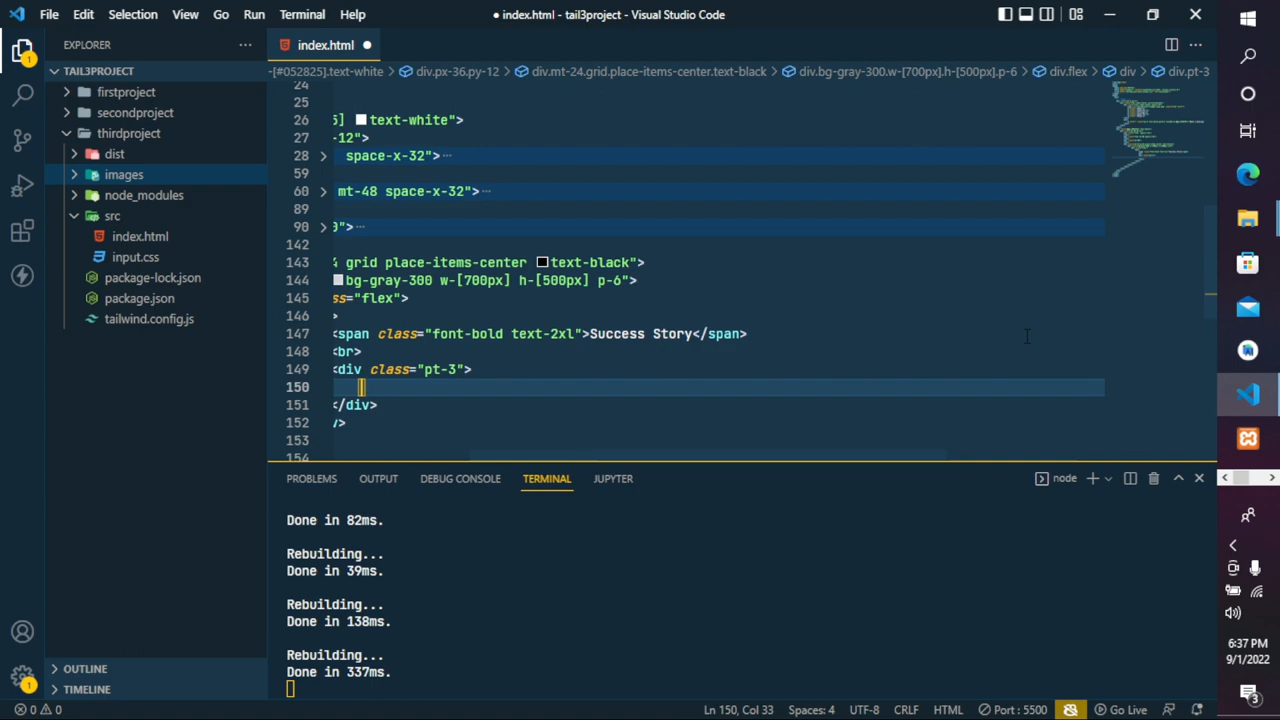 File Edit Selection View Go Run Terminal Help
● index.html - tail3project - Visual Studio Code
EXPLORER
index.html
TAIL3PROJECT
-[#052825].text-white > div.px-36.py-12 > div.mt-24.grid.place-items-center.text-black > div.bg-gray-300.w-[700px].h-[500px].p-6 > div.flex > div > div.pt-3
firstproject
secondproject
thirdproject
dist
images
node_modules
src
index.html
input.css
package-lock.json
package.json
tailwind.config.js
24
25
26 5] text-white">
27 -12">
28 space-x-32">
59
60 mt-48 space-x-32">
89
90 0">
142
143 4 grid place-items-center text-black">
144 bg-gray-300 w-[700px] h-[500px] p-6">
145 ss="flex">
146 >
147 <span class="font-bold text-2xl">Success Story</span>
148 <br>
149 <div class="pt-3">
150
151 </div>
152 v>
153
154
PROBLEMS OUTPUT DEBUG CONSOLE TERMINAL JUPYTER
node
Done in 82ms.
Rebuilding...
Done in 39ms.
Rebuilding...
Done in 138ms.
Rebuilding...
Done in 337ms.
OUTLINE
TIMELINE
1
1
0 0
Ln 150, Col 33
Spaces: 4
UTF-8
CRLF
HTML
Port : 5500
Go Live
6:37 PM
9/1/2022
3